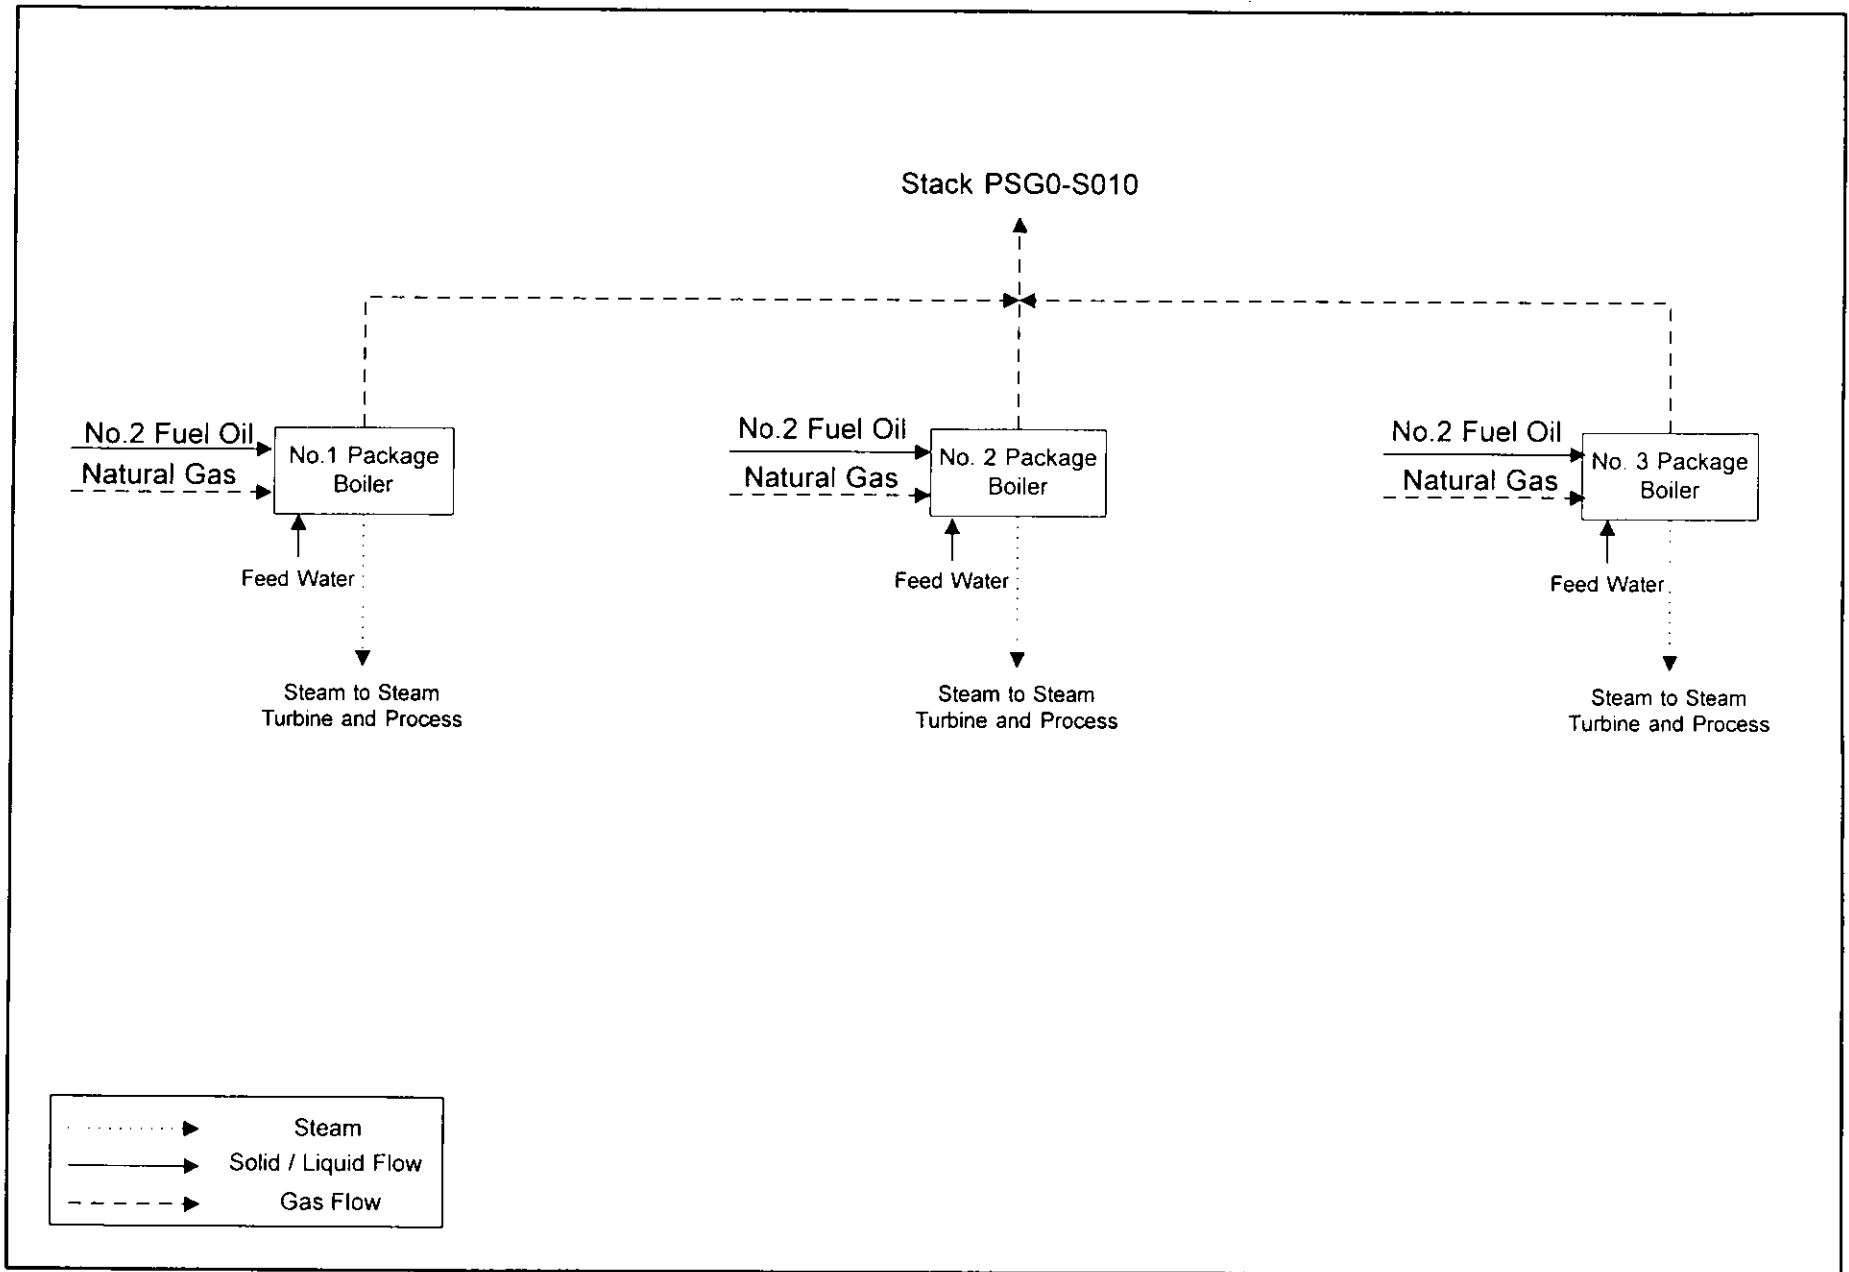 Stack PSG0-S010
No.2 Fuel Oil
Natural Gas
No.1 Package
Boiler
Feed Water
Steam to Steam
Turbine and Process
No.2 Fuel Oil
Natural Gas
No. 2 Package
Boiler
Feed Water
Steam to Steam
Turbine and Process
No.2 Fuel Oil
Natural Gas
No. 3 Package
Boiler
Feed Water
Steam to Steam
Turbine and Process
Steam
Solid / Liquid Flow
Gas Flow